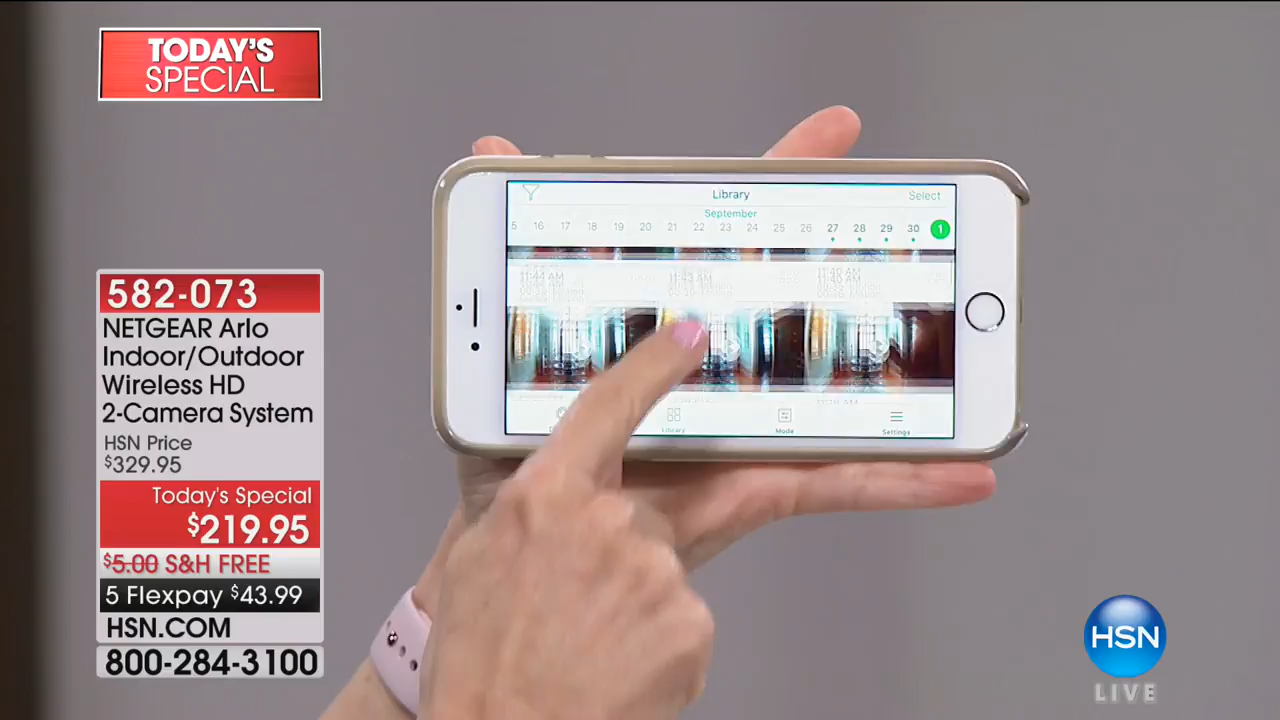 TODAY'S
SPECIAL
582-073
NETGEAR Arlo
Indoor/Outdoor
Wireless HD
2-Camera System
HSN Price
$329.95
Today's Special
$219.95
$5.00 S&H FREE
5 Flexpay $43.99
HSN.COM
800-284-3100
Library
Select
September
5 16 17 18 19 20 21 22 23 24 25 26 27 28 29 30 1
11:44 AM
11:43 AM
11:40 AM
Library
Mode
Settings
HSN
LIVE